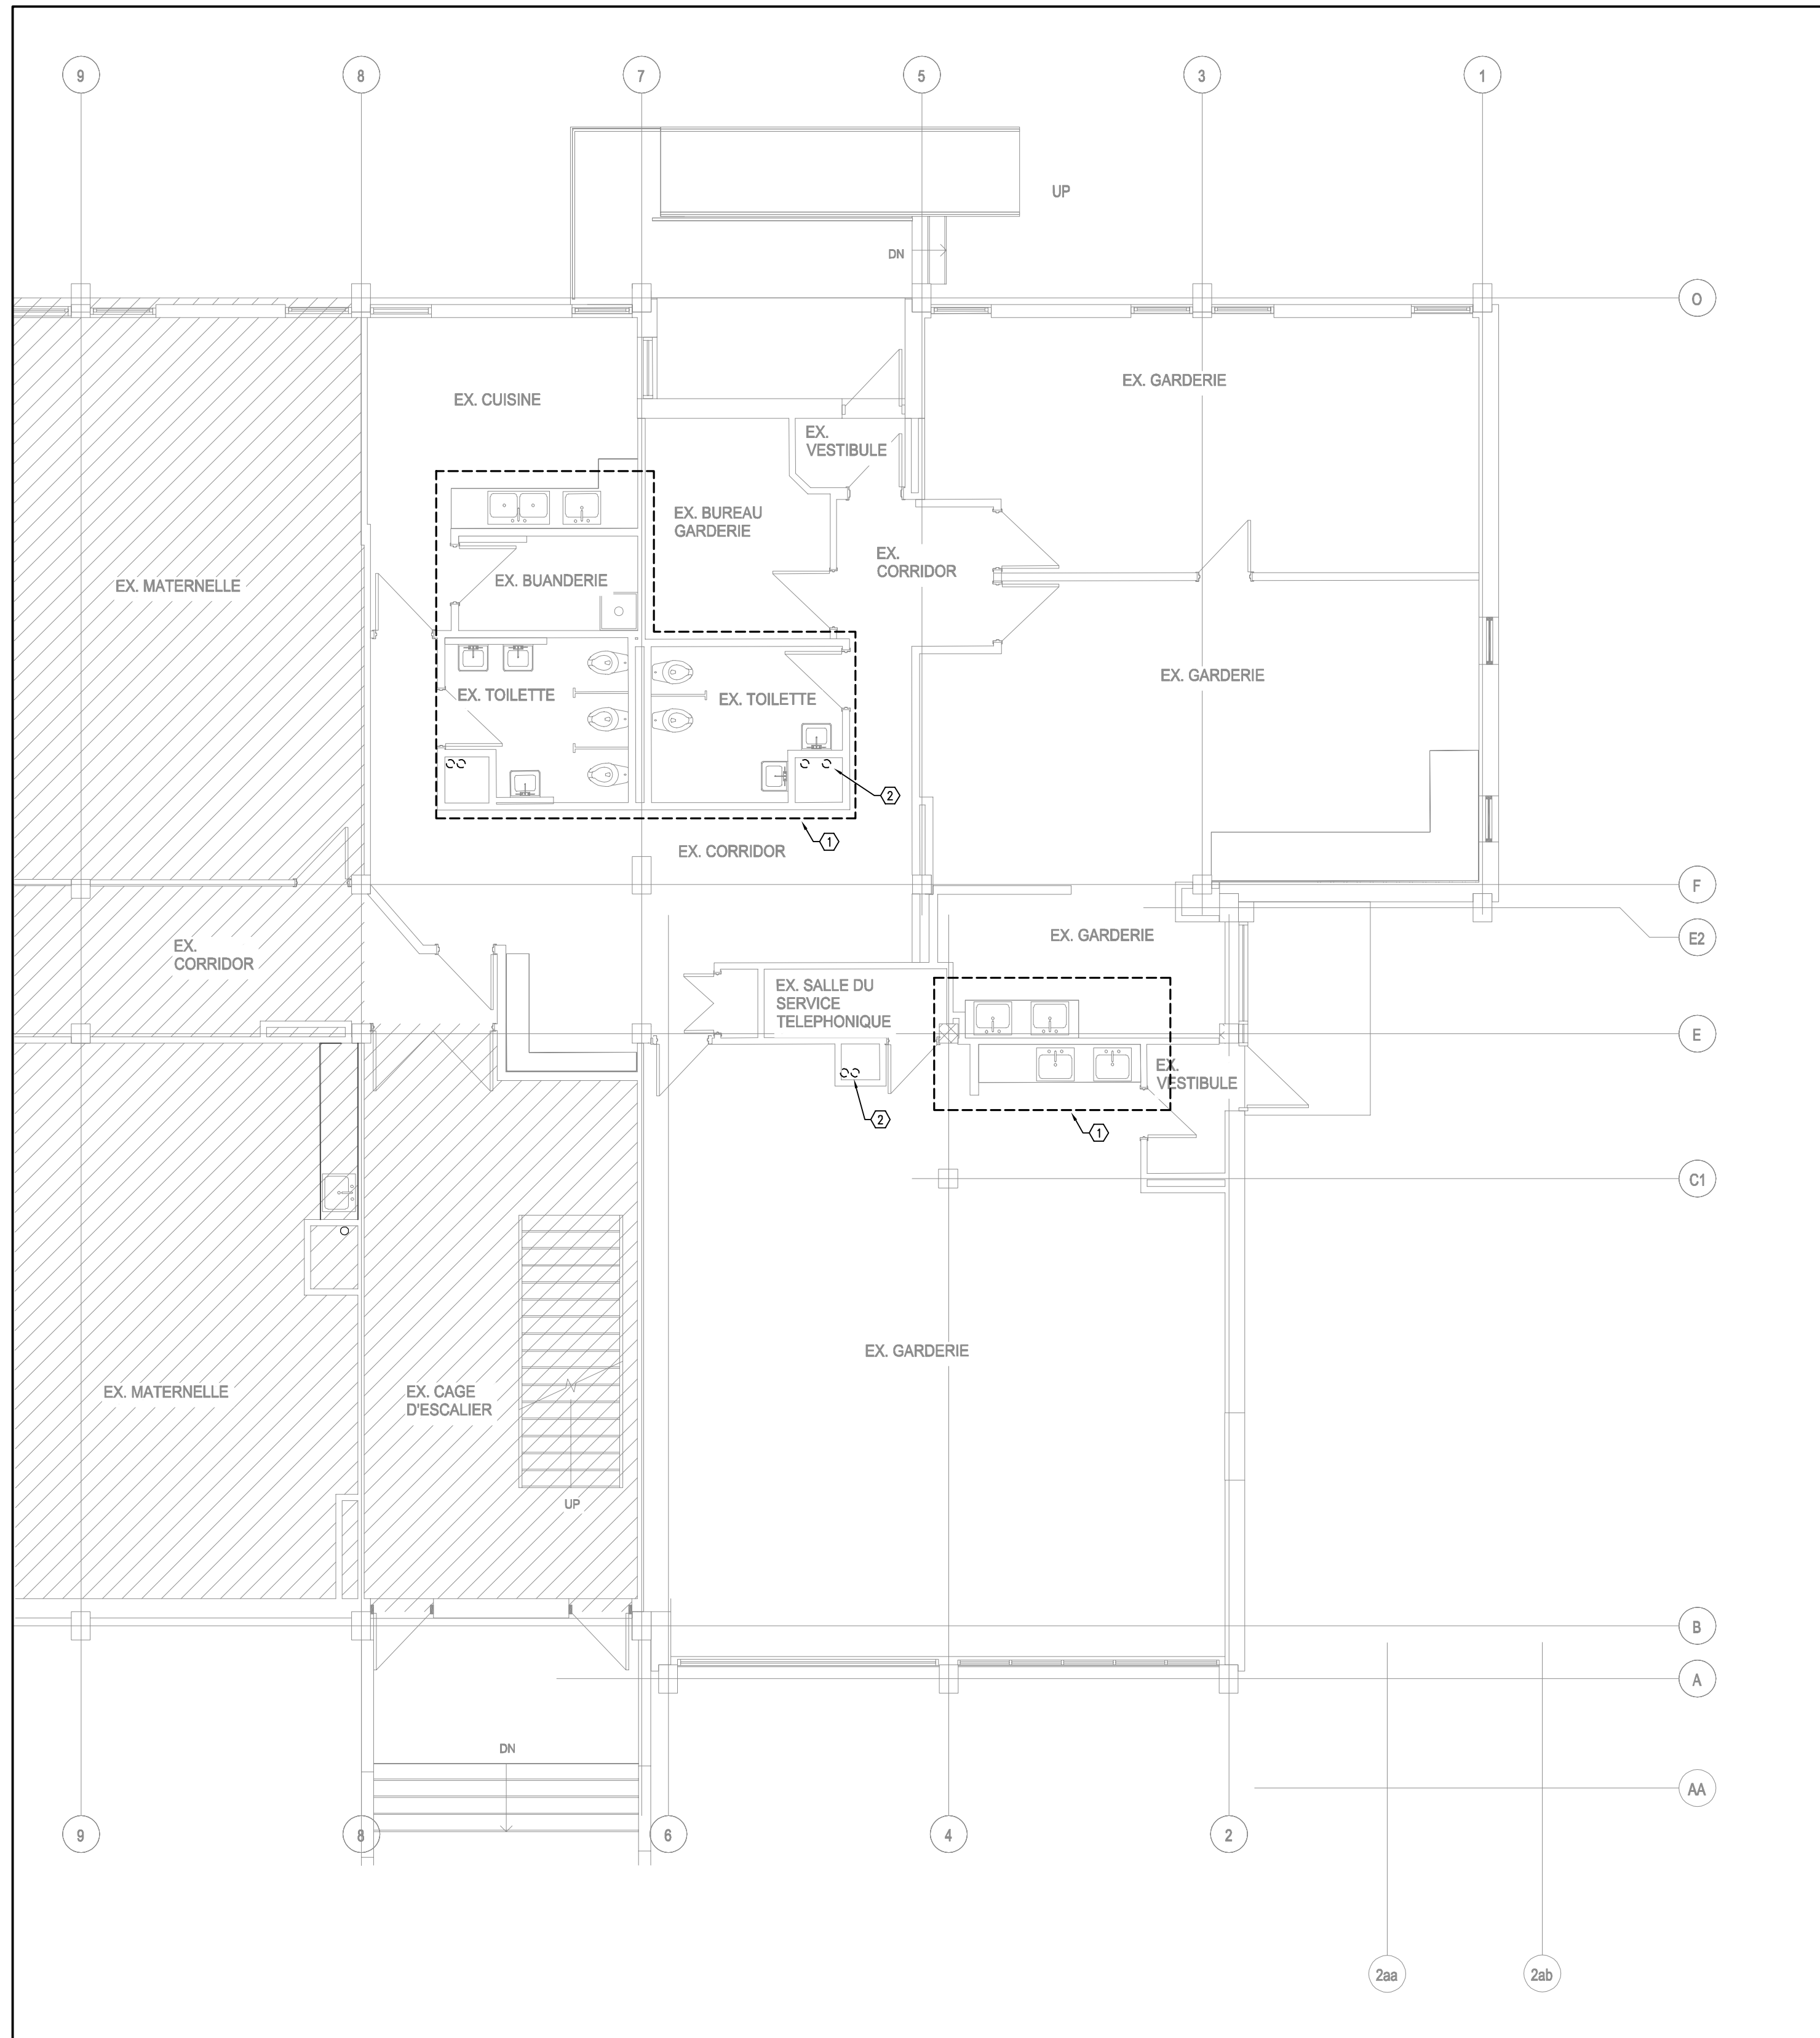 9
8
7
5
3
1
UP
DN
O
EX. GARDERIE
EX. CUISINE
EX.
VESTIBULE
EX. BUREAU
GARDERIE
EX.
CORRIDOR
EX. MATERNELLE
EX. BUANDERIE
EX. GARDERIE
EX. TOILETTE
EX. TOILETTE
2
1
EX. CORRIDOR
F
EX. GARDERIE
E2
EX.
CORRIDOR
EX. SALLE DU
SERVICE
TELEPHONIQUE
E
EX.
VESTIBULE
2
1
C1
EX. GARDERIE
EX. MATERNELLE
EX. CAGE
D'ESCALIER
UP
B
A
DN
AA
9
8
6
4
2
2aa
2ab